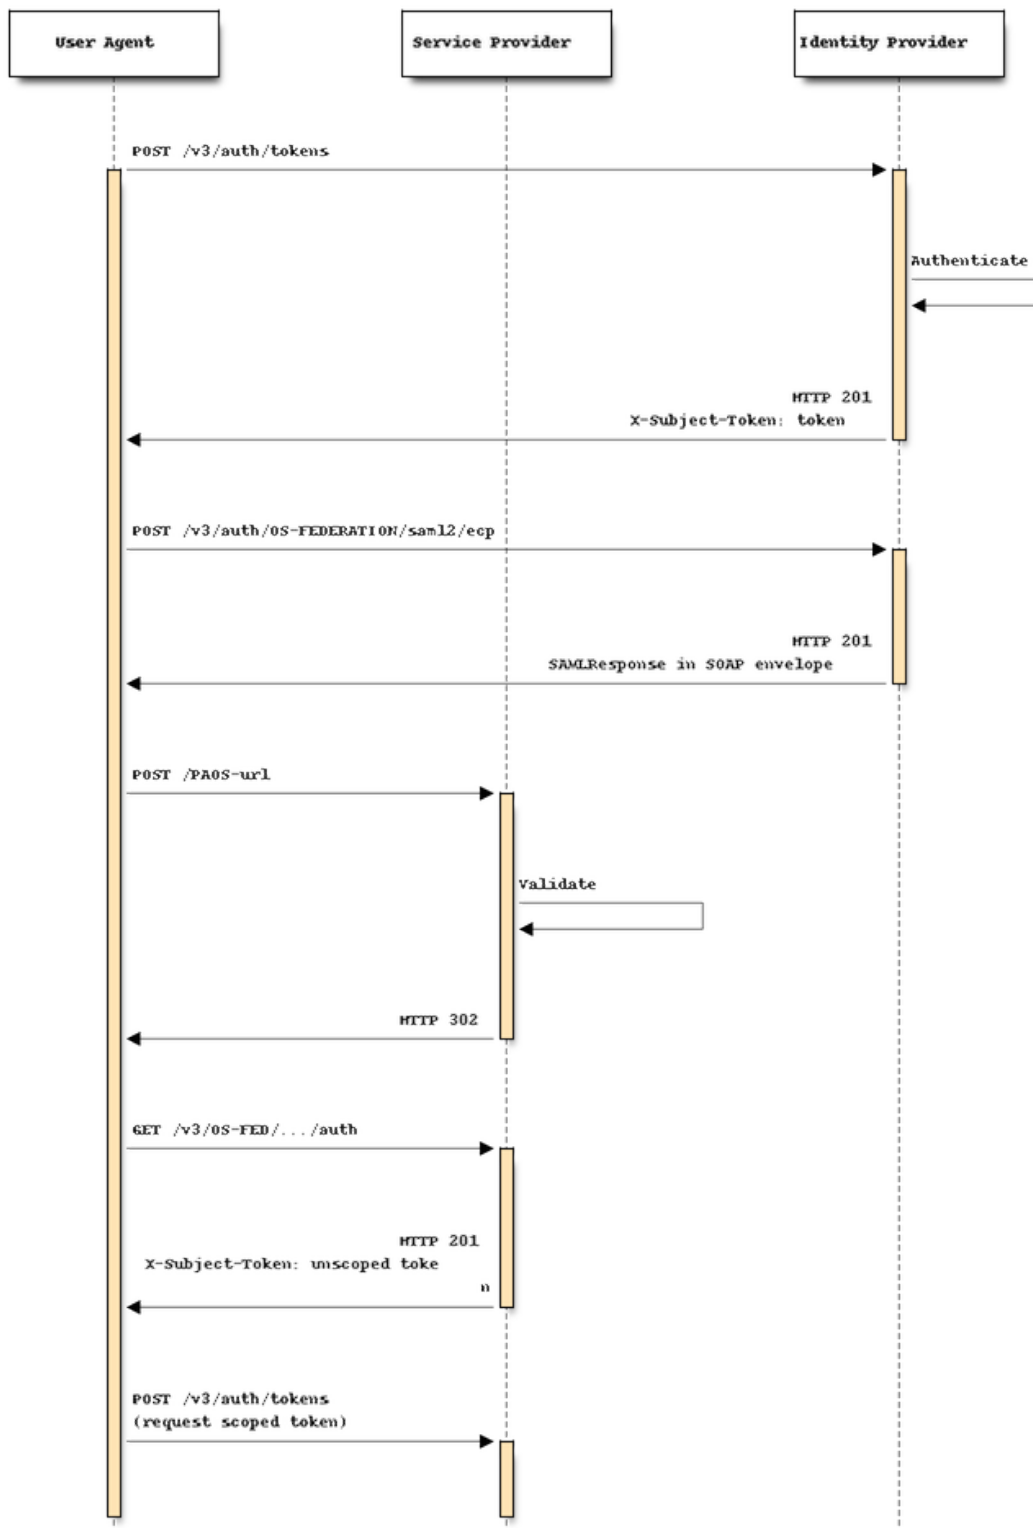 User Agent
Service Provider
Identity Provider
POST /v3/auth/tokens
Authenticate
HTTP 201
X-Subject-Token: token
POST /v3/auth/OS-FEDERATION/saml2/ecp
HTTP 201
SAMLResponse in SOAP envelope
POST /PAOS-url
Validate
HTTP 302
GET /v3/OS-FED/.../auth
HTTP 201
X-Subject-Token: unscoped toke
n
POST /v3/auth/tokens
(request scoped token)